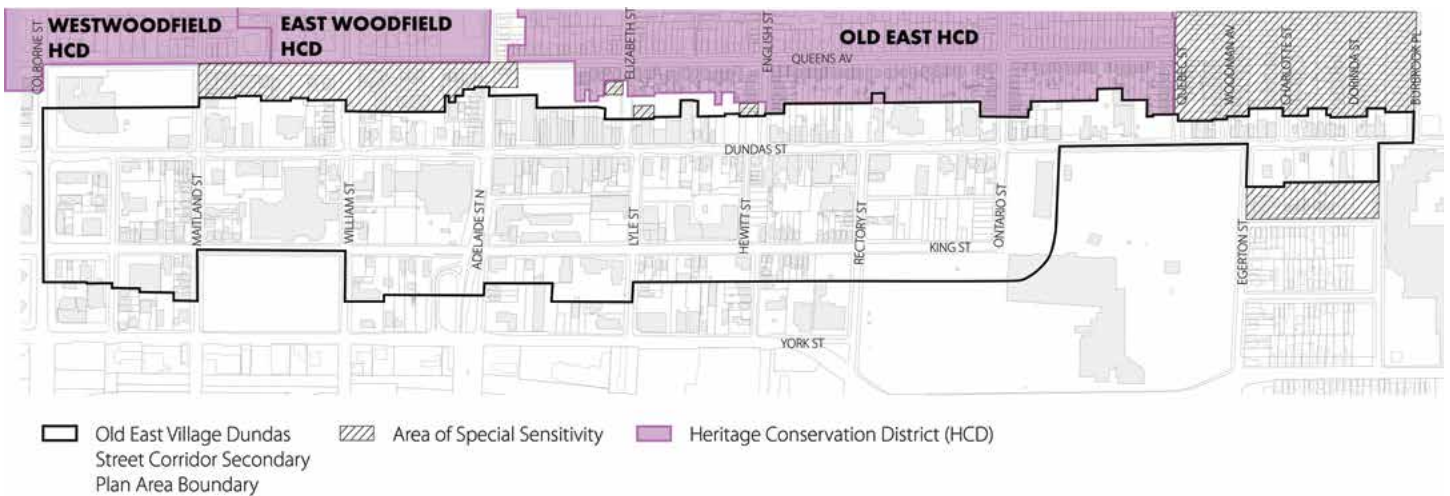 WESTWOODFIELD
HCD
EAST WOODFIELD
HCD
OLD EAST HCD
COLBORNE ST
ELIZABETH ST
ENGLISH ST
QUEENS AV
QUEBEC ST
WOODMAN AV
CHARLOTTE ST
DORINDA ST
BURBROOK PL
DUNDAS ST
MAITLAND ST
WILLIAM ST
ADELAIDE ST N
LYLE ST
HEWITT ST
RECTORY ST
ONTARIO ST
KING ST
EGERTON ST
YORK ST
Old East Village Dundas
Street Corridor Secondary
Plan Area Boundary
Area of Special Sensitivity
Heritage Conservation District (HCD)